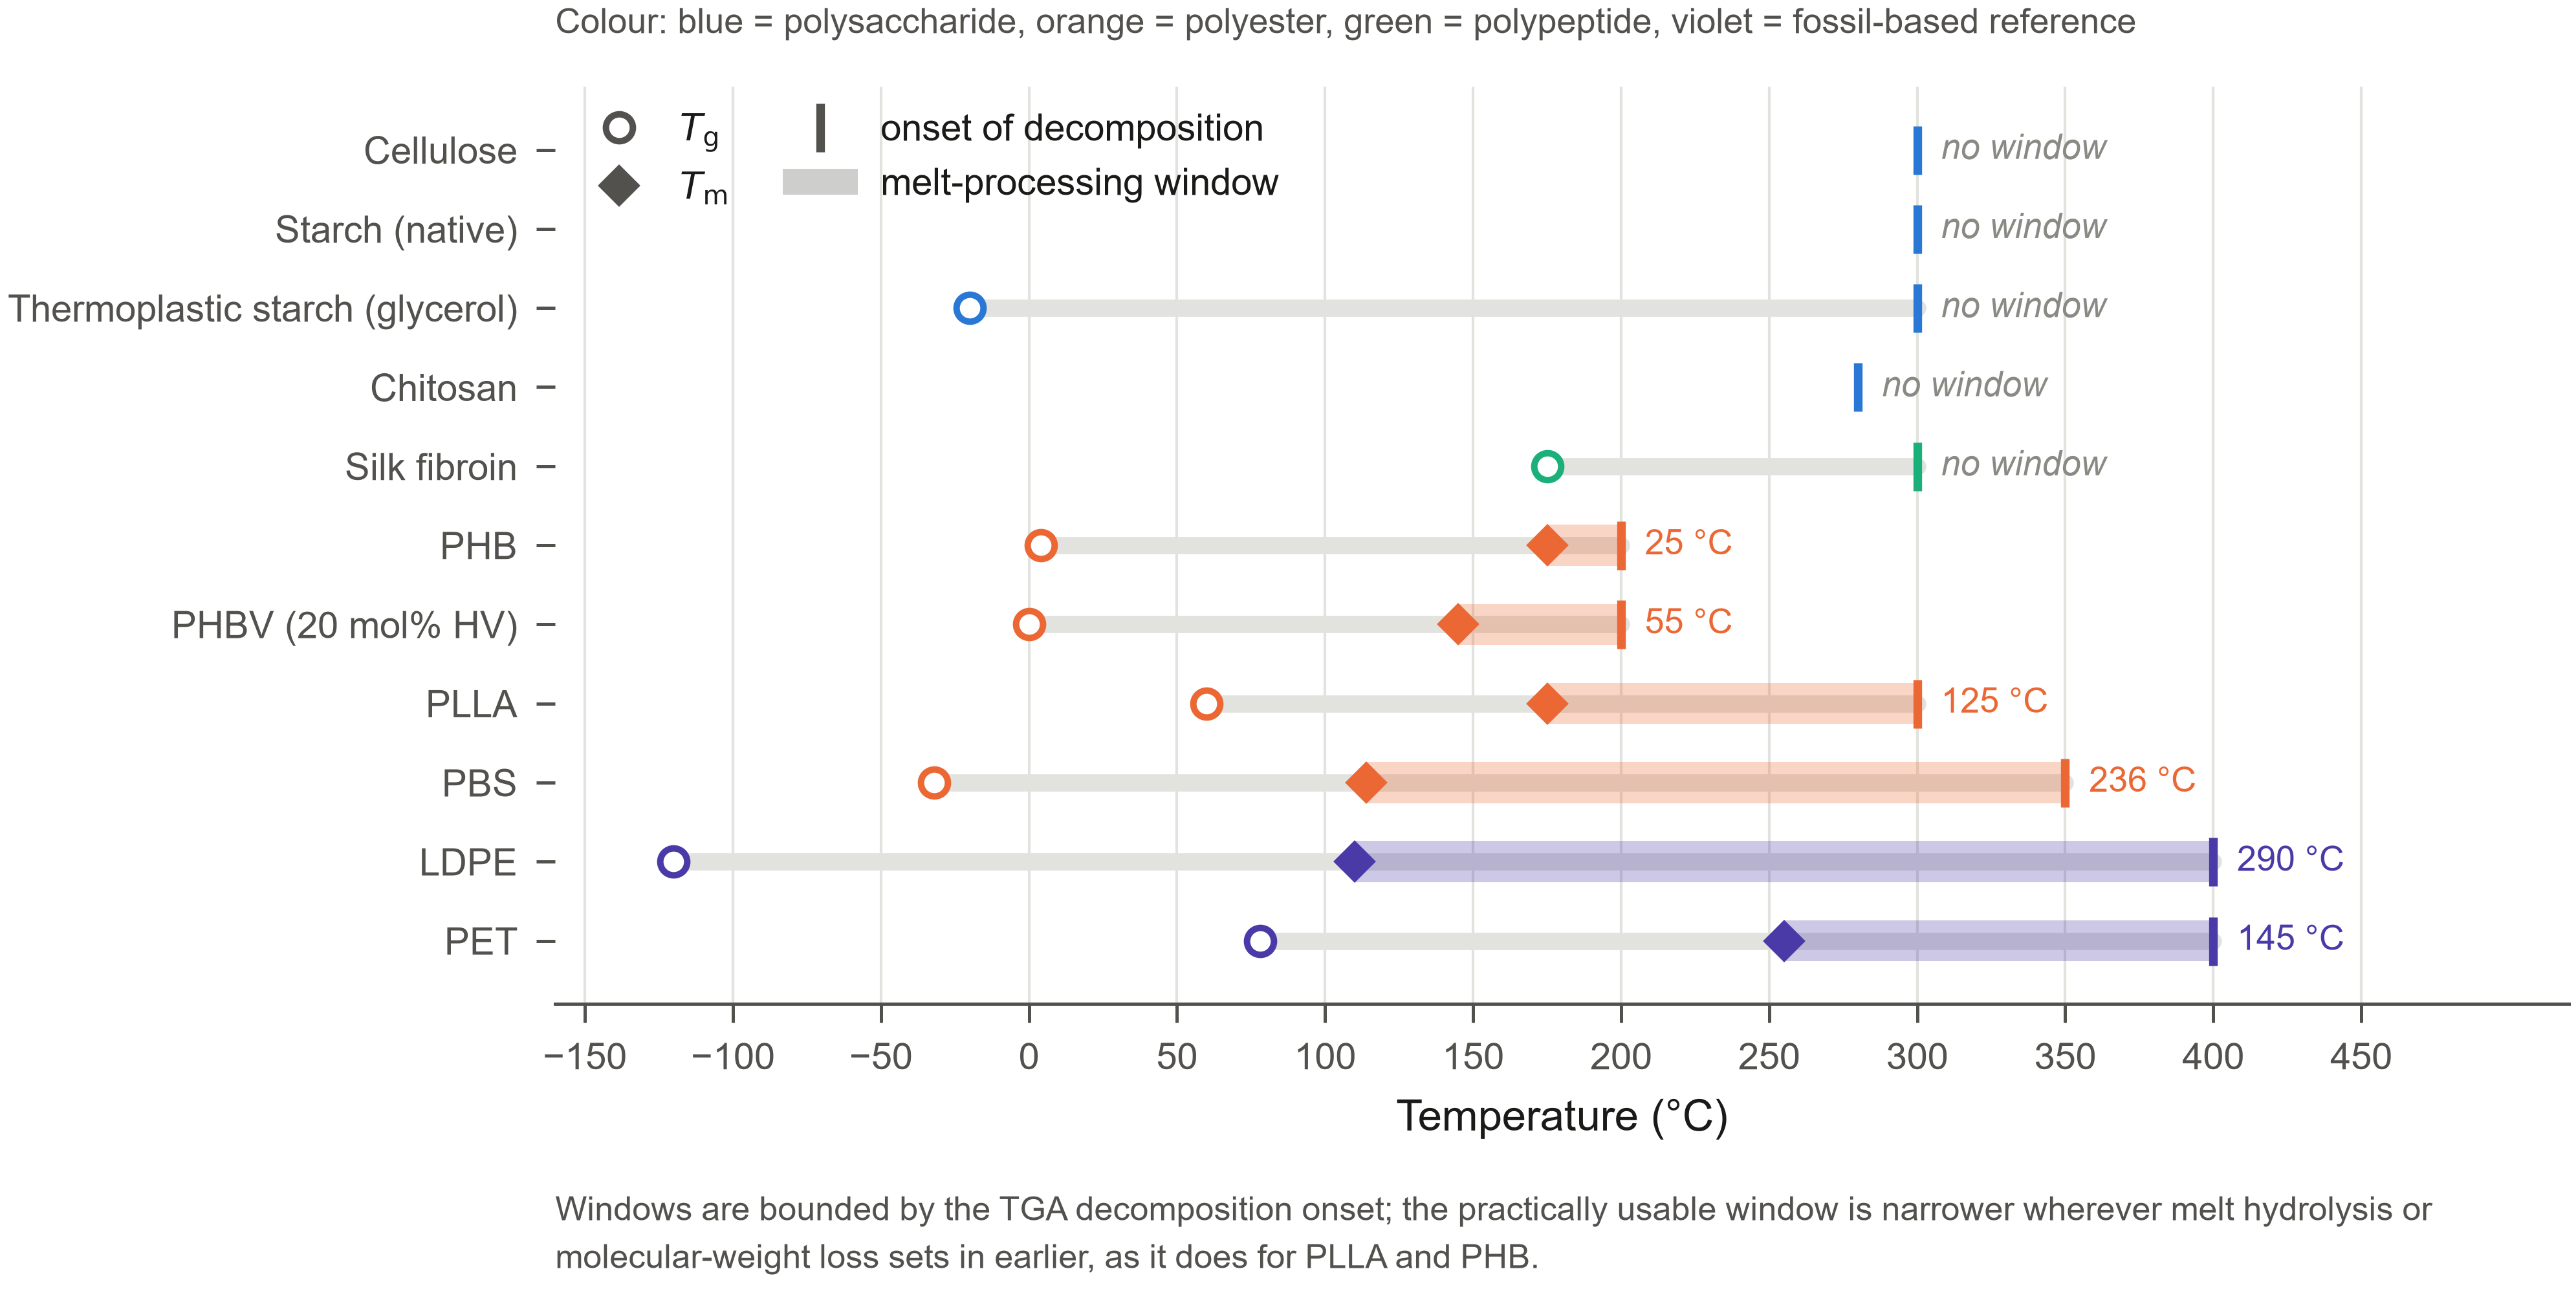 Colour: blue = polysaccharide, orange = polyester, green = polypeptide, violet = fossil-based reference
Tg
onset of decomposition
Tm
melt-processing window
Cellulose
no window
Starch (native)
no window
Thermoplastic starch (glycerol)
no window
Chitosan
no window
Silk fibroin
no window
PHB
25 °C
PHBV (20 mol% HV)
55 °C
PLLA
125 °C
PBS
236 °C
LDPE
290 °C
PET
145 °C
−150 −100 −50 0 50 100 150 200 250 300 350 400 450
Temperature (°C)
Windows are bounded by the TGA decomposition onset; the practically usable window is narrower wherever melt hydrolysis or
molecular-weight loss sets in earlier, as it does for PLLA and PHB.